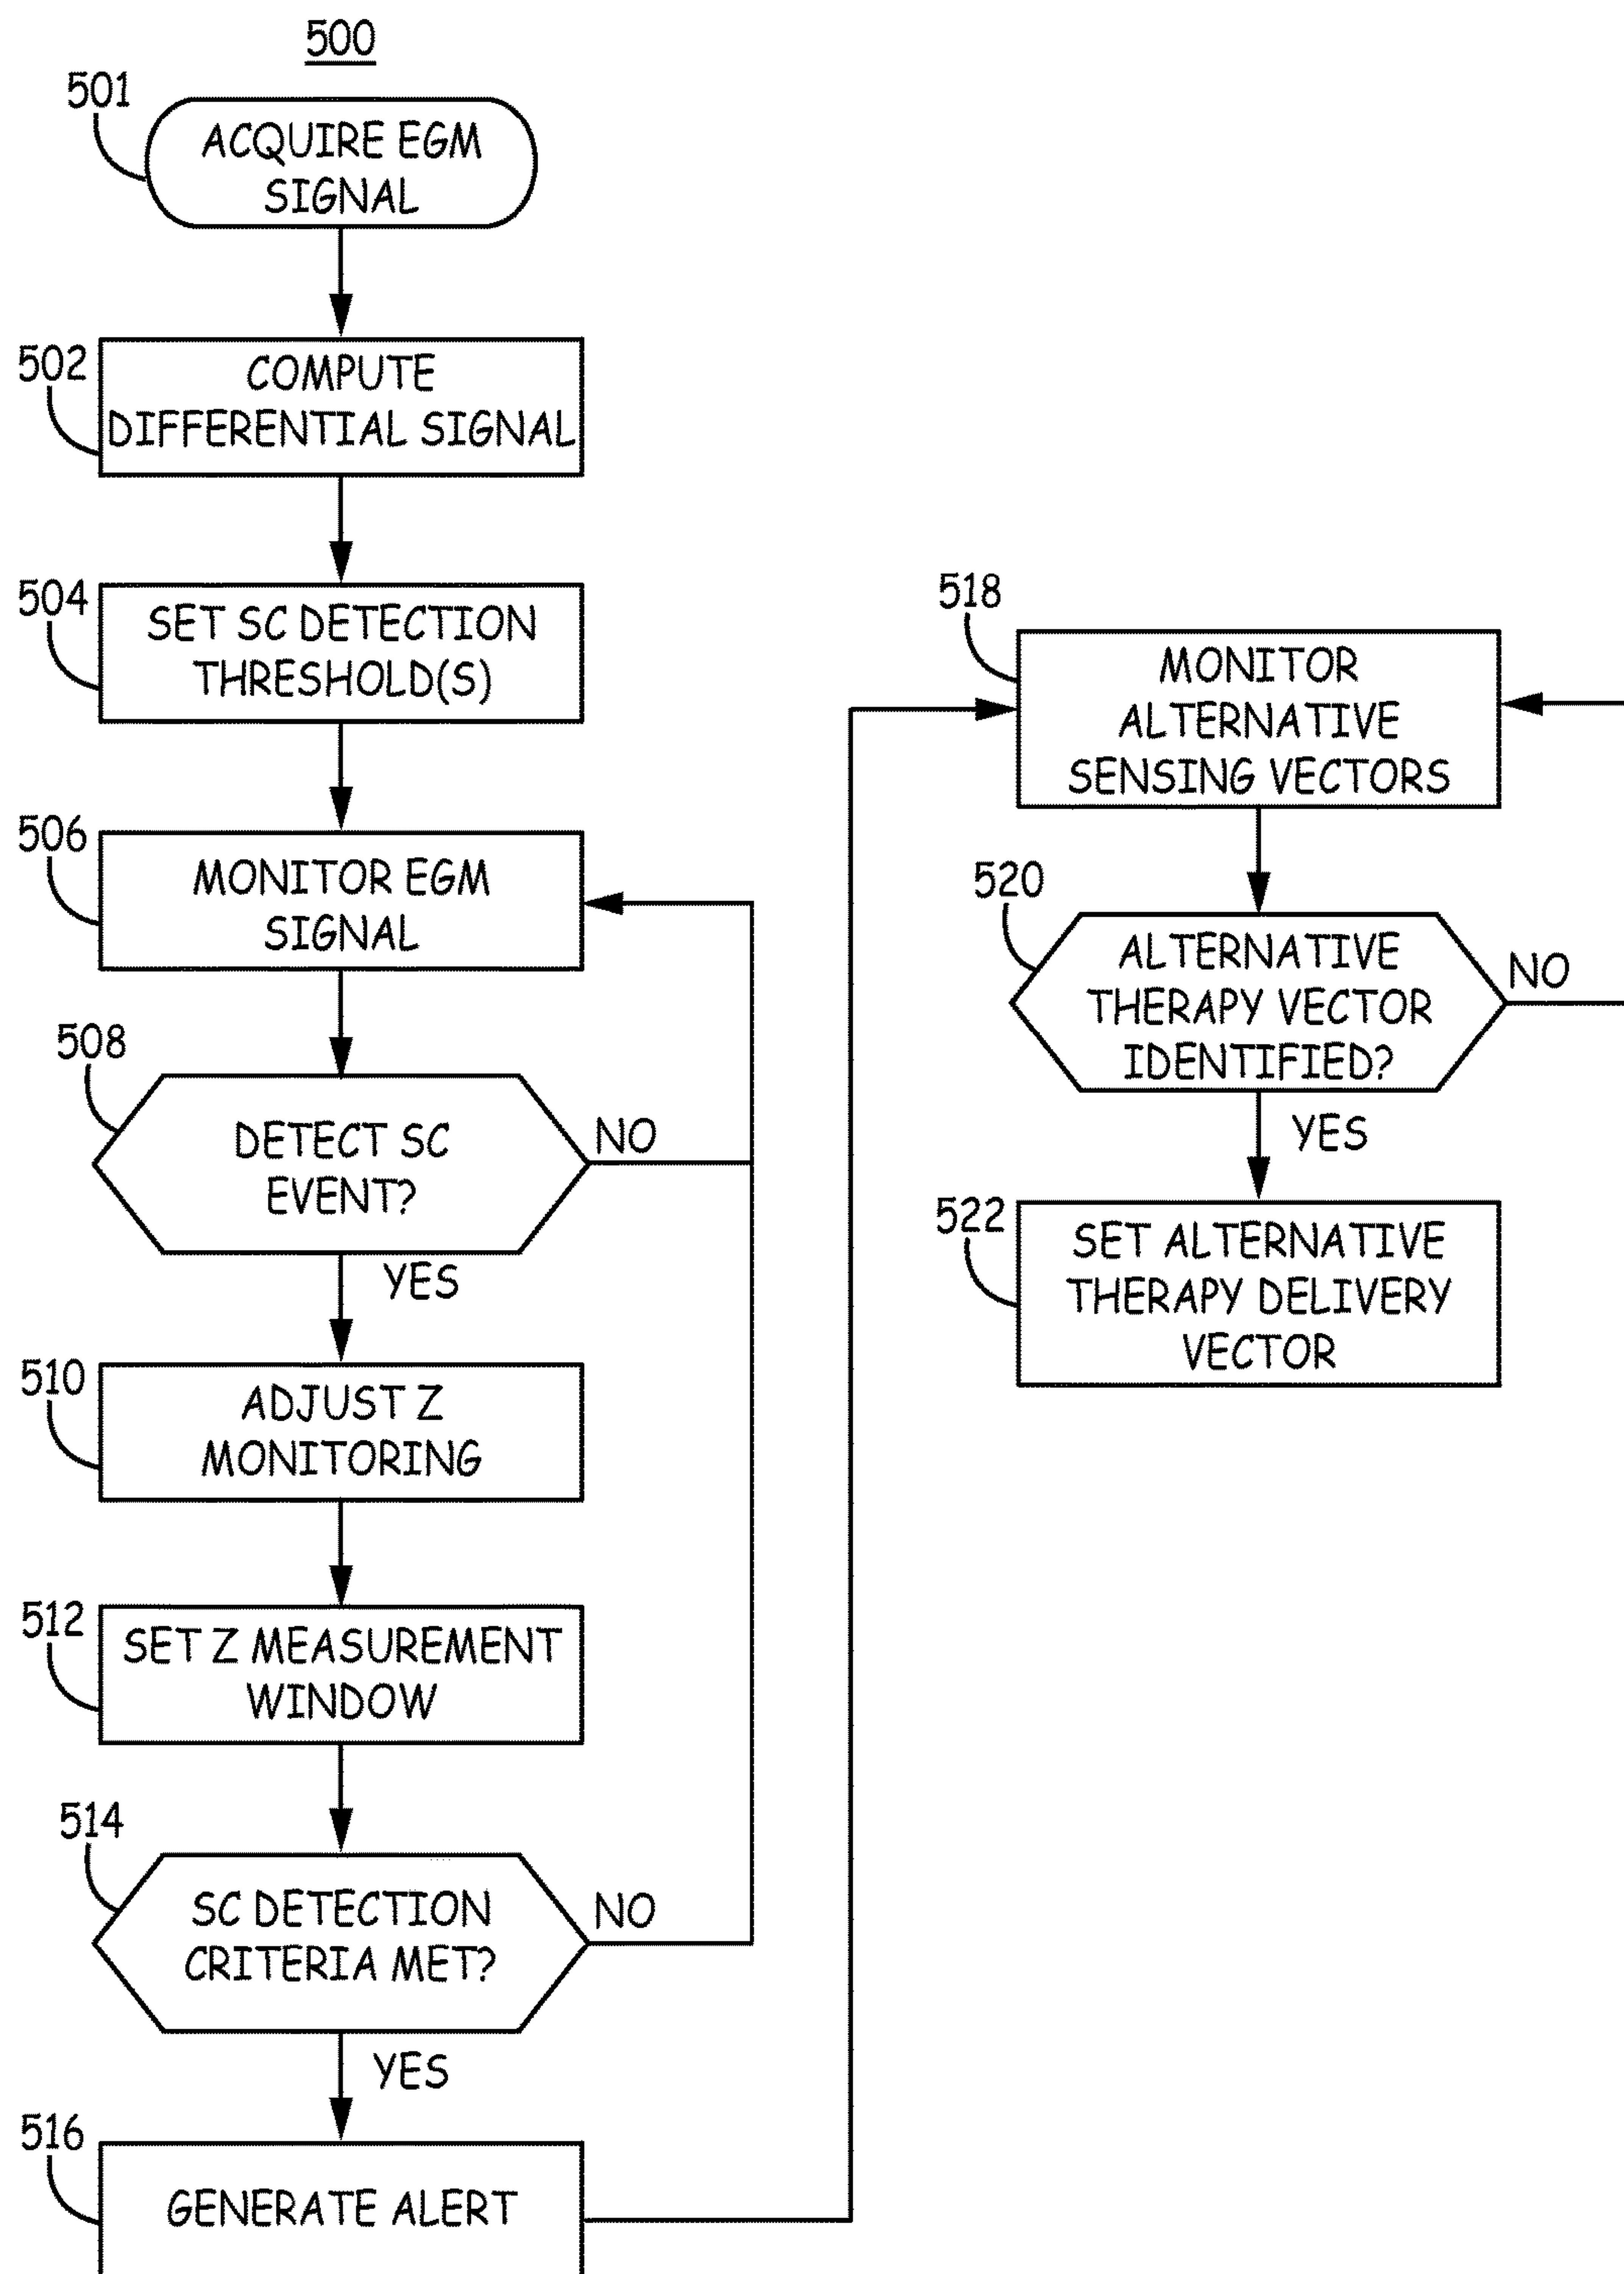 500
501
ACQUIRE EGM
SIGNAL
502
COMPUTE
DIFFERENTIAL SIGNAL
504
SET SC DETECTION
THRESHOLD(S)
506
MONITOR EGM
SIGNAL
508
DETECT SC
EVENT?
NO
YES
510
ADJUST Z
MONITORING
512
SET Z MEASUREMENT
WINDOW
514
SC DETECTION
CRITERIA MET?
NO
YES
516
GENERATE ALERT
518
MONITOR
ALTERNATIVE
SENSING VECTORS
520
ALTERNATIVE
THERAPY VECTOR
IDENTIFIED?
NO
YES
522
SET ALTERNATIVE
THERAPY DELIVERY
VECTOR